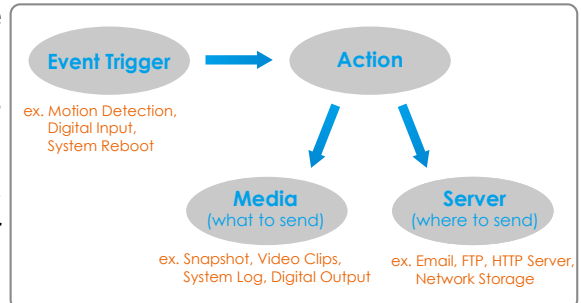 Event Trigger
Action
ex. Motion Detection,
Digital Input,
System Reboot
Media
(what to send)
Server
(where to send)
ex. Snapshot, Video Clips,
System Log, Digital Output
ex. Email, FTP, HTTP Server,
Network Storage